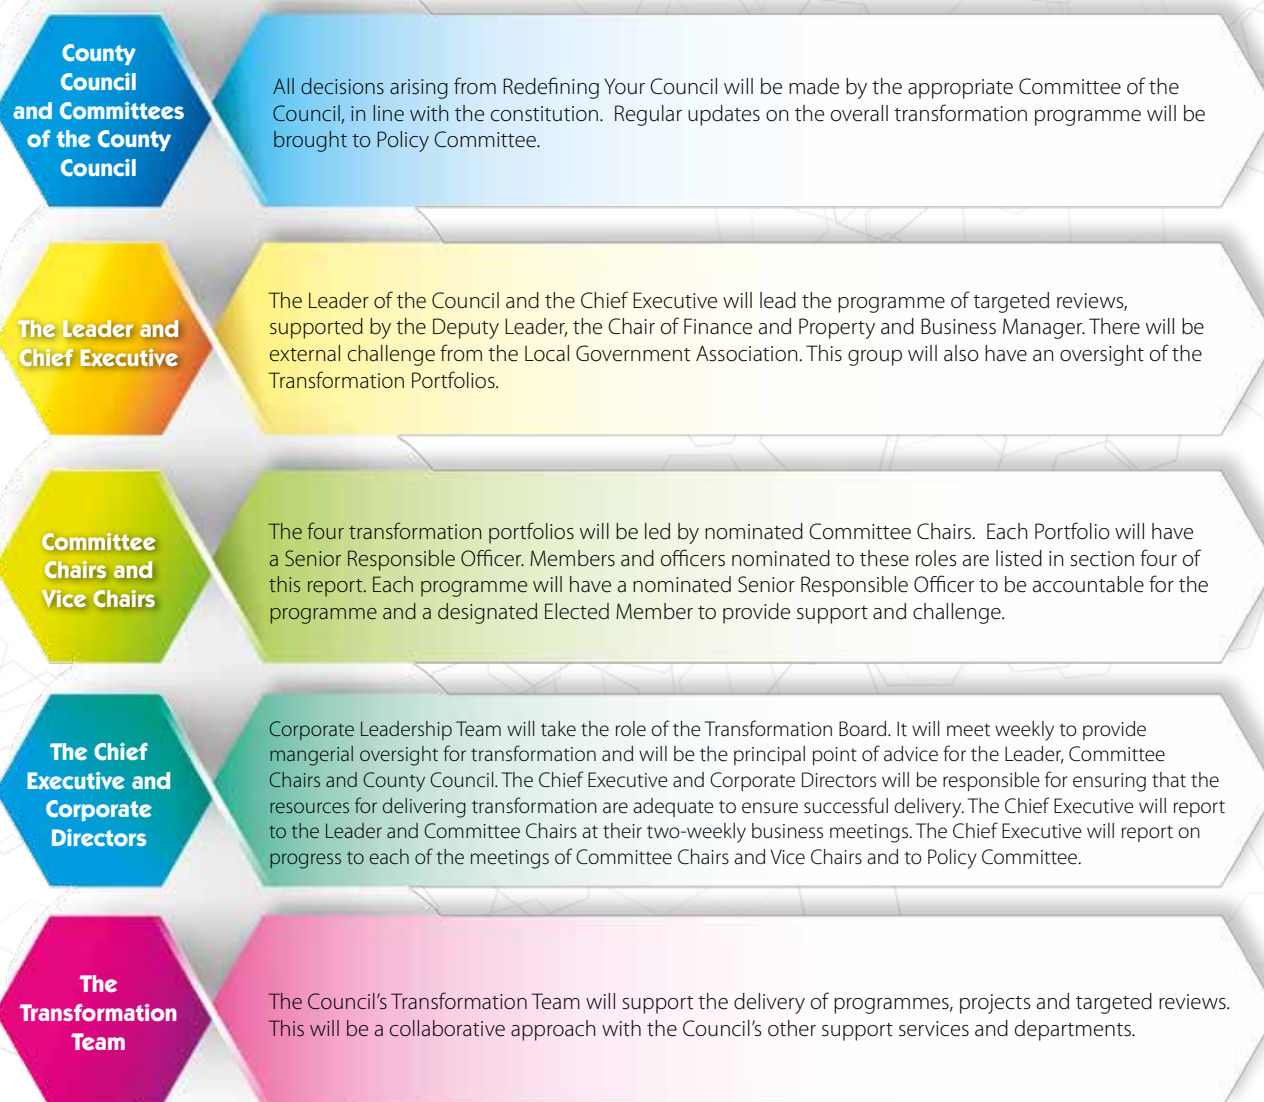 County
Council
and Committees
of the County
Council
All decisions arising from Redefining Your Council will be made by the appropriate Committee of the
Council, in line with the constitution. Regular updates on the overall transformation programme will be
brought to Policy Committee.
The Leader and
Chief Executive
The Leader of the Council and the Chief Executive will lead the programme of targeted reviews,
supported by the Deputy Leader, the Chair of Finance and Property and Business Manager. There will be
external challenge from the Local Government Association. This group will also have an oversight of the
Transformation Portfolios.
Committee
Chairs and
Vice Chairs
The four transformation portfolios will be led by nominated Committee Chairs. Each Portfolio will have
a Senior Responsible Officer. Members and officers nominated to these roles are listed in section four of
this report. Each programme will have a nominated Senior Responsible Officer to be accountable for the
programme and a designated Elected Member to provide support and challenge.
The Chief
Executive and
Corporate
Directors
Corporate Leadership Team will take the role of the Transformation Board. It will meet weekly to provide
mangerial oversight for transformation and will be the principal point of advice for the Leader, Committee
Chairs and County Council. The Chief Executive and Corporate Directors will be responsible for ensuring that the
resources for delivering transformation are adequate to ensure successful delivery. The Chief Executive will report
to the Leader and Committee Chairs at their two-weekly business meetings. The Chief Executive will report on
progress to each of the meetings of Committee Chairs and Vice Chairs and to Policy Committee.
The
Transformation
Team
The Council's Transformation Team will support the delivery of programmes, projects and targeted reviews.
This will be a collaborative approach with the Council's other support services and departments.